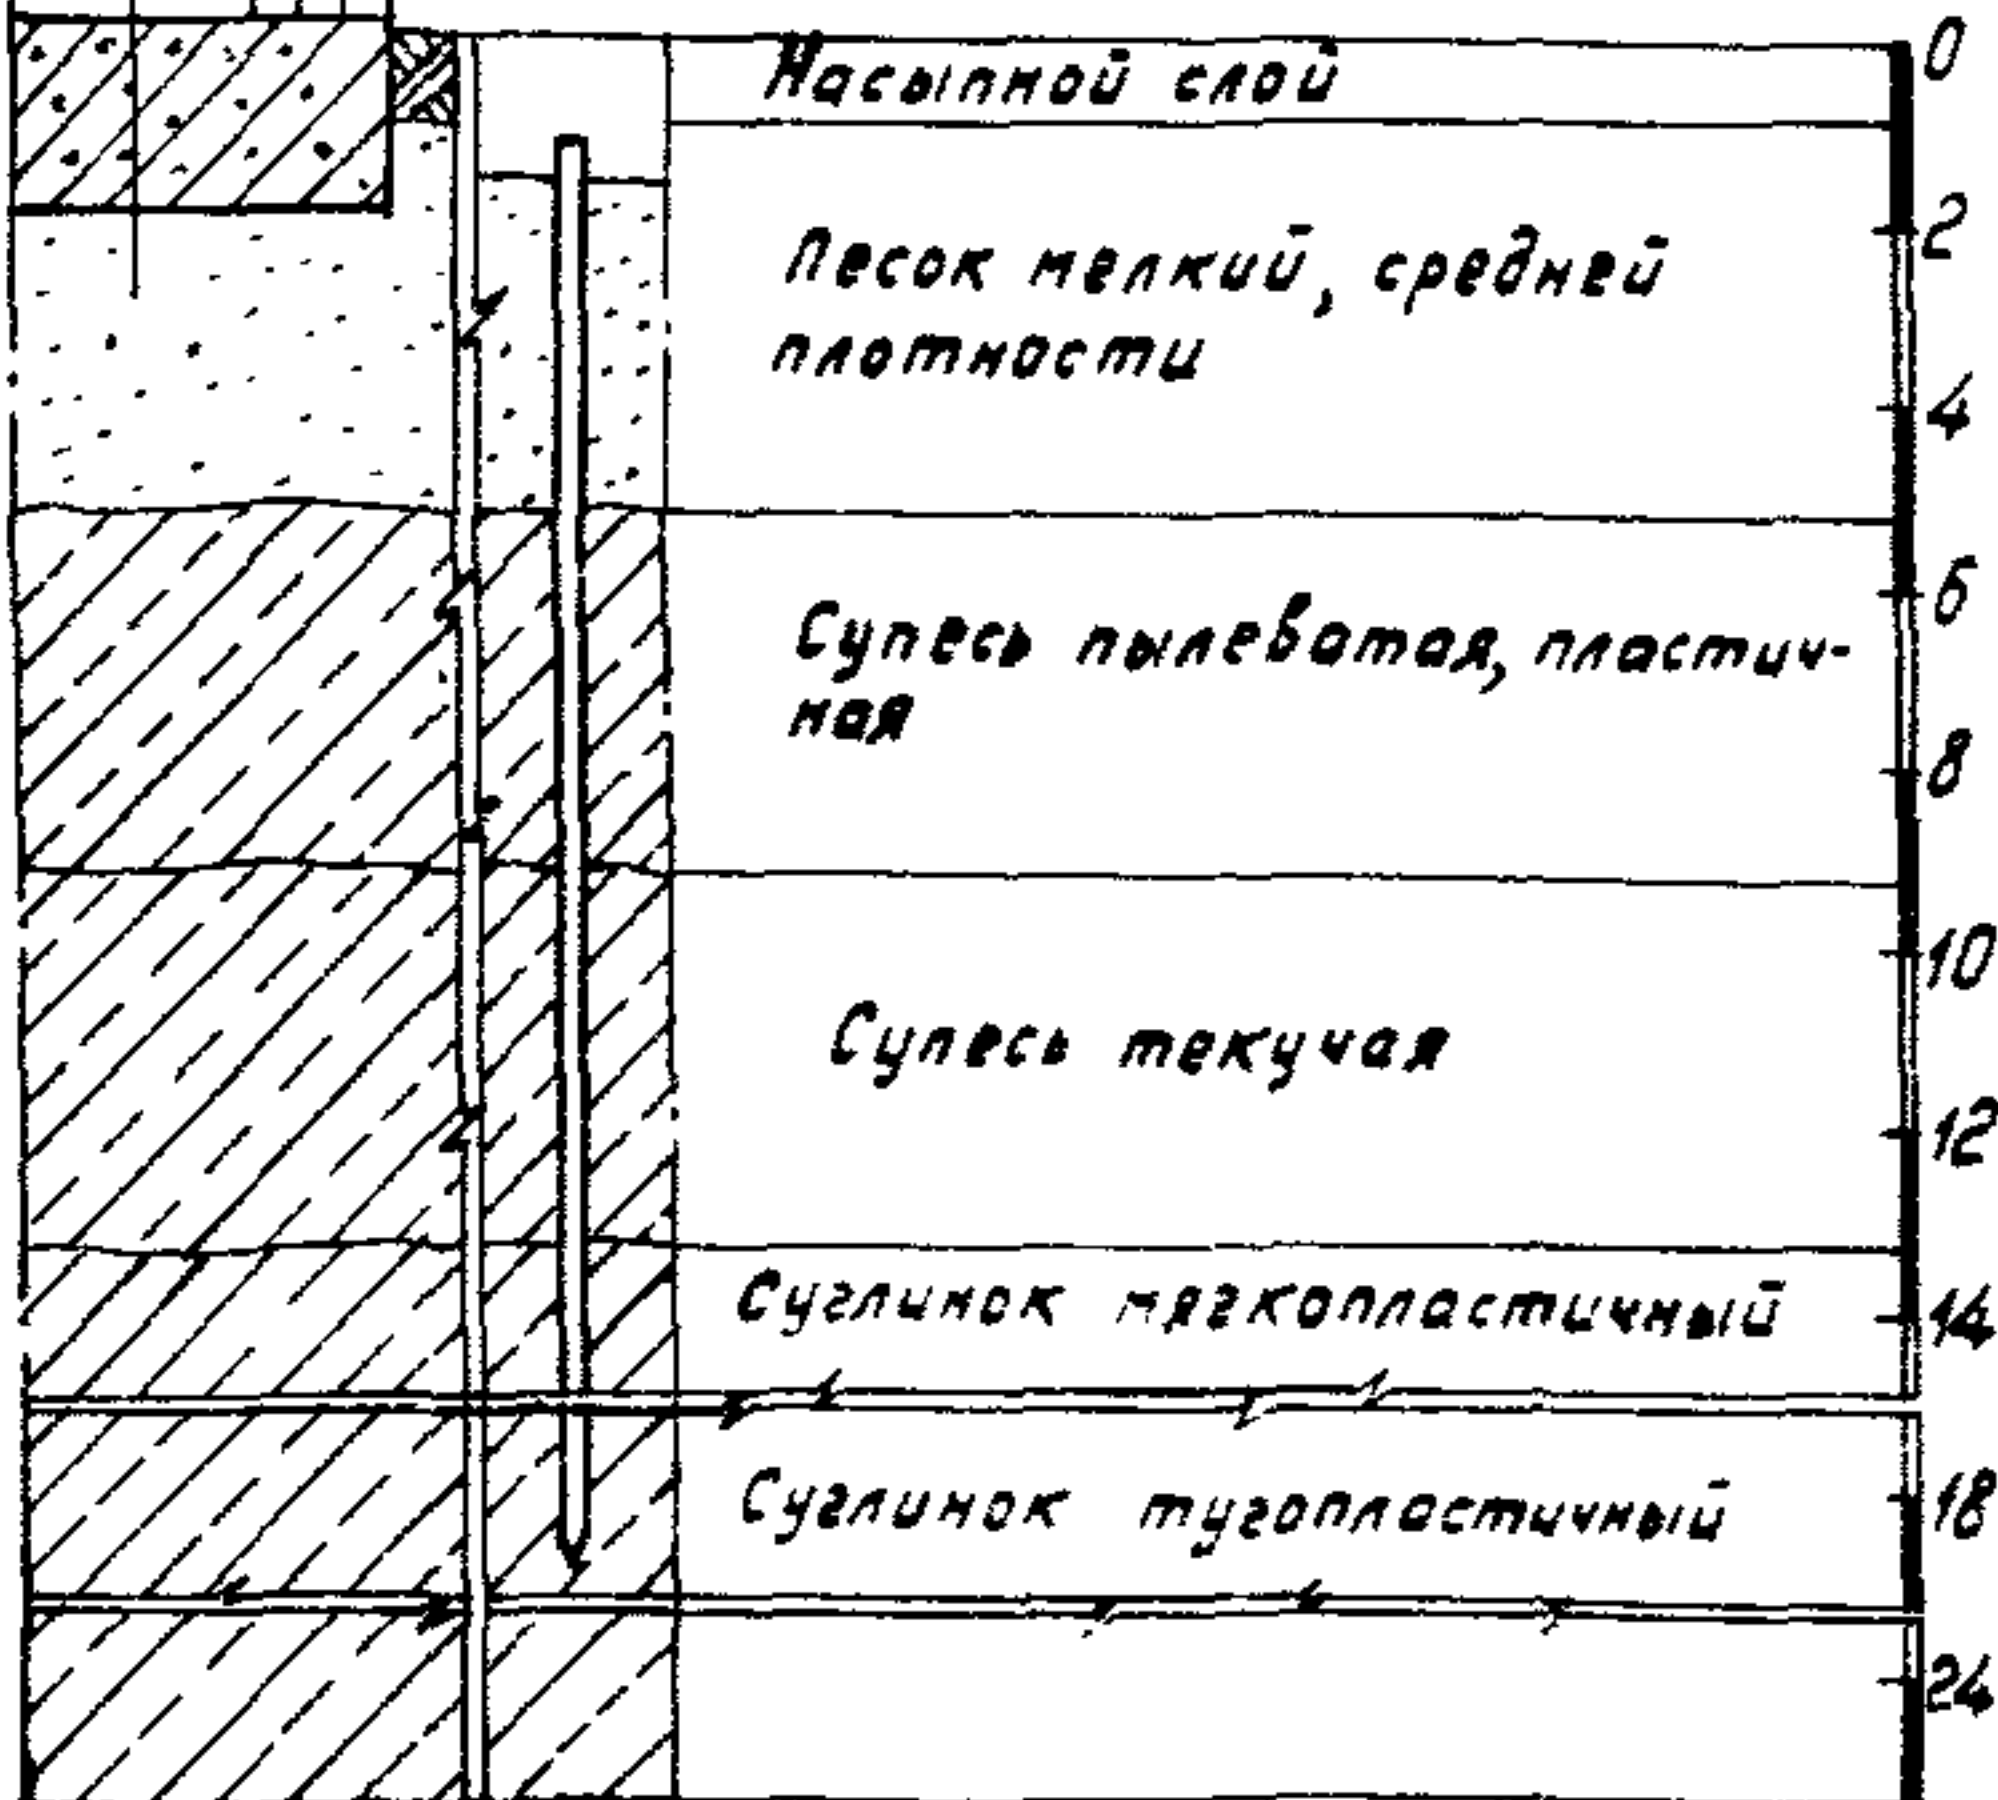 Насыпной слой
0
Песок мелкий, средней
плотности
2
4
Супесь пылеватая, пластич-
ная
6
8
Супесь текучая
10
12
Суглинок мягкопластичный
14
Суглинок тугопластичный
18
24